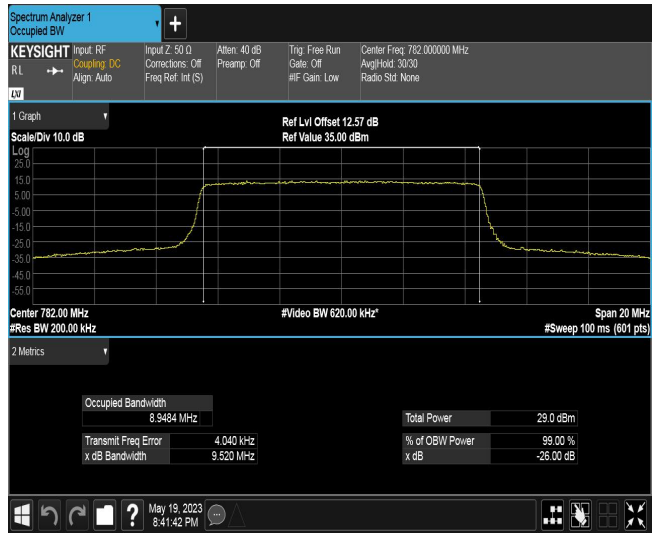 Spectrum Analyzer 1
Occupied BW
+
KEYSIGHT
RL
LXI
Input: RF
Coupling: DC
Align: Auto
Input Z: 50 Ω
Corrections: Off
Freq Ref: Int (S)
Atten: 40 dB
Preamp: Off
Trig: Free Run
Gate: Off
#IF Gain: Low
Center Freq: 782.000000 MHz
Avg|Hold: 30/30
Radio Std: None
1 Graph
Scale/Div 10.0 dB
Ref Lvl Offset 12.57 dB
Ref Value 35.00 dBm
Log
25.0
15.0
5.00
-5.00
-15.0
-25.0
-35.0
-45.0
-55.0
Center 782.00 MHz
#Res BW 200.00 kHz
#Video BW 620.00 kHz*
Span 20 MHz
#Sweep 100 ms (601 pts)
2 Metrics
Occupied Bandwidth
8.9484 MHz
Transmit Freq Error 4.040 kHz
x dB Bandwidth 9.520 MHz
Total Power 29.0 dBm
% of OBW Power 99.00 %
x dB -26.00 dB
?
May 19, 2023
8:41:42 PM